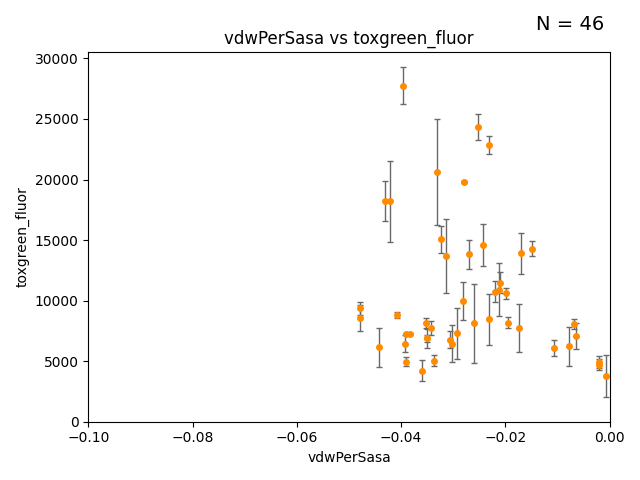 N = 46
vdwPerSasa vs toxgreen_fluor
30000
25000
20000
15000
10000
5000
0
toxgreen_fluor
−0.10 −0.08 −0.06 −0.04 −0.02 0.00
vdwPerSasa